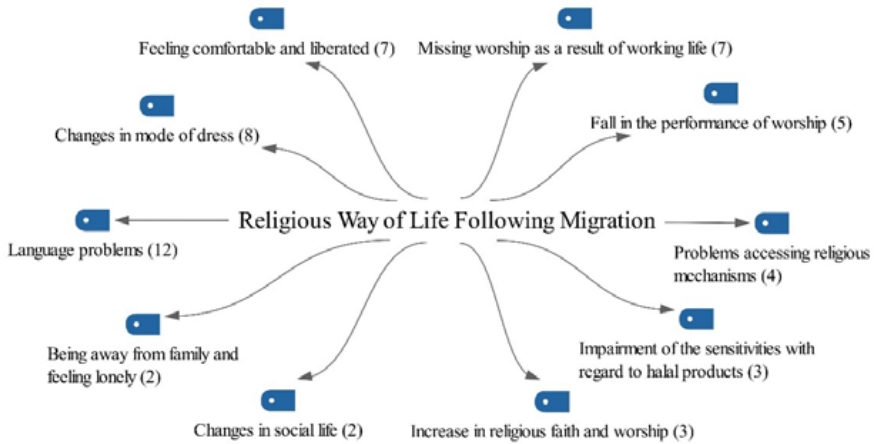 Feeling comfortable and liberated (7)
Missing worship as a result of working life (7)
Changes in mode of dress (8)
Fall in the performance of worship (5)
Religious Way of Life Following Migration
Language problems (12)
Problems accessing religious
mechanisms (4)
Being away from family and
feeling lonely (2)
Impairment of the sensitivities with
regard to halal products (3)
Changes in social life (2)
Increase in religious faith and worship (3)